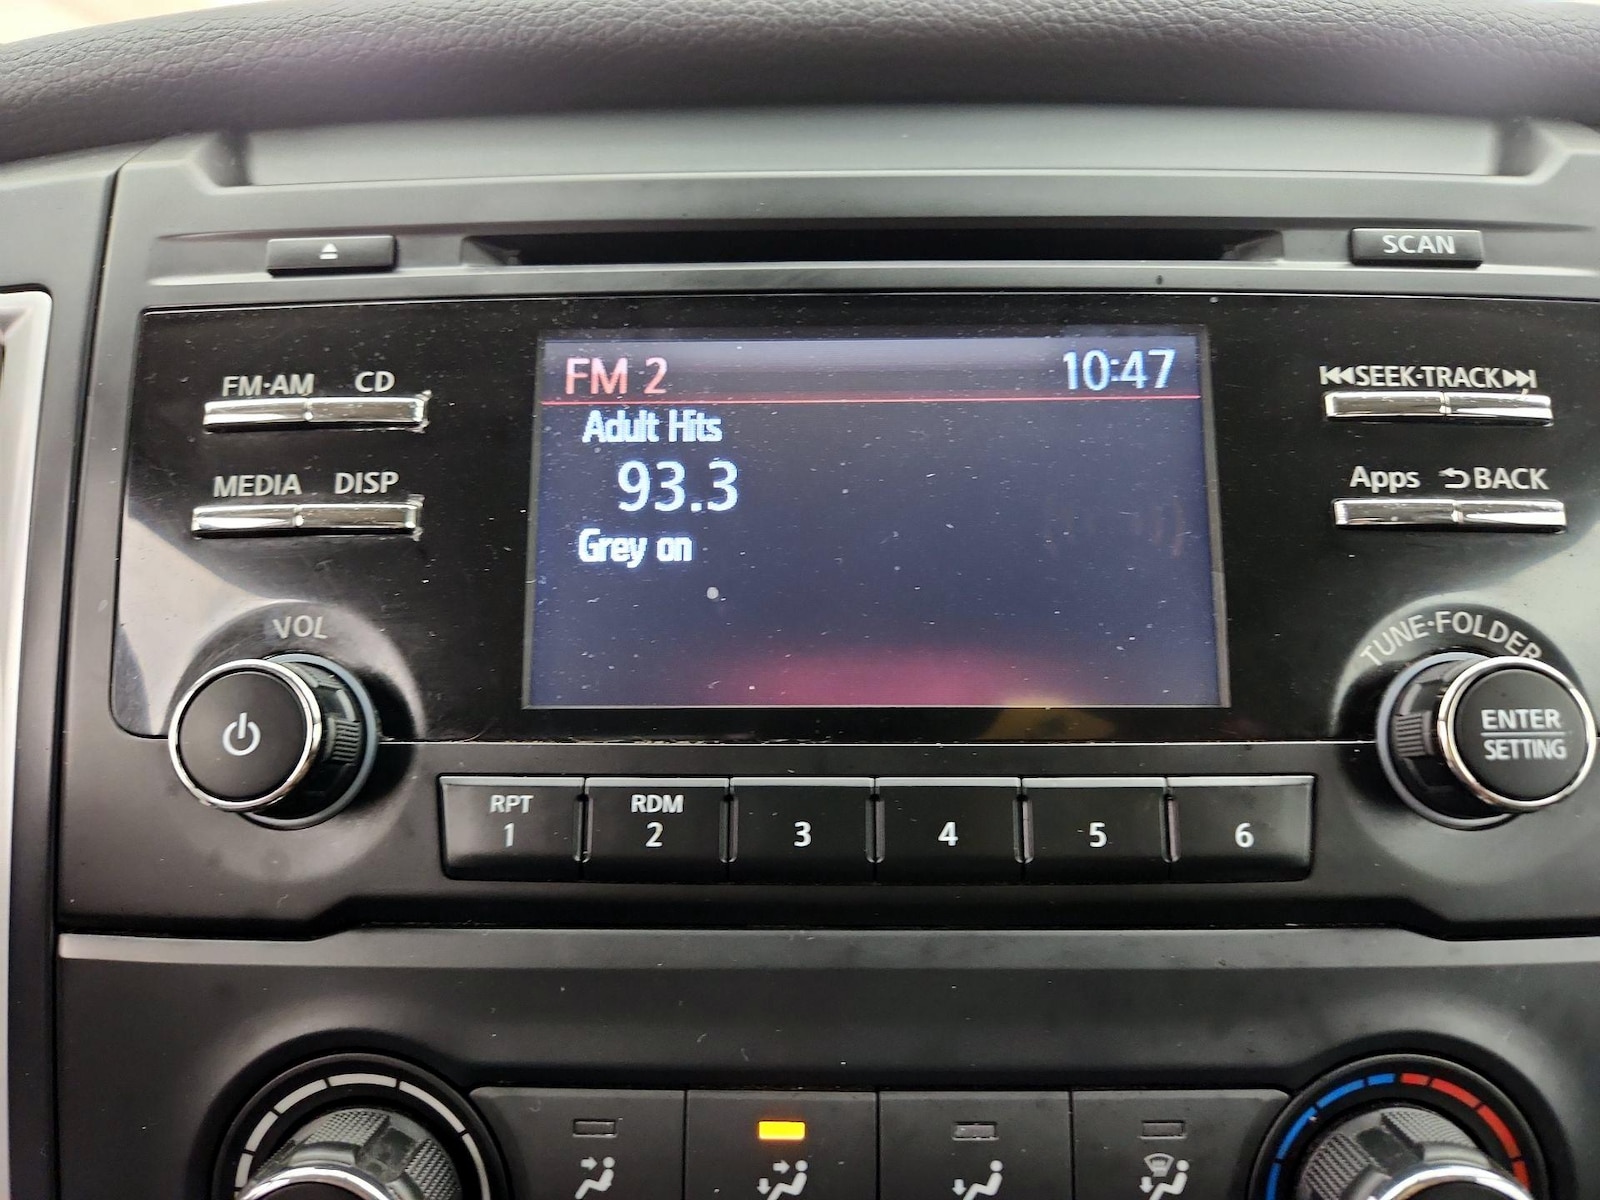 SCAN
FM·AM CD
MEDIA DISP
VOL
FM 2 10:47
Adult Hits
93.3
Grey on
SEEK·TRACK
Apps BACK
TUNE·FOLDER
ENTER
SETTING
RPT RDM
1 2 3 4 5 6